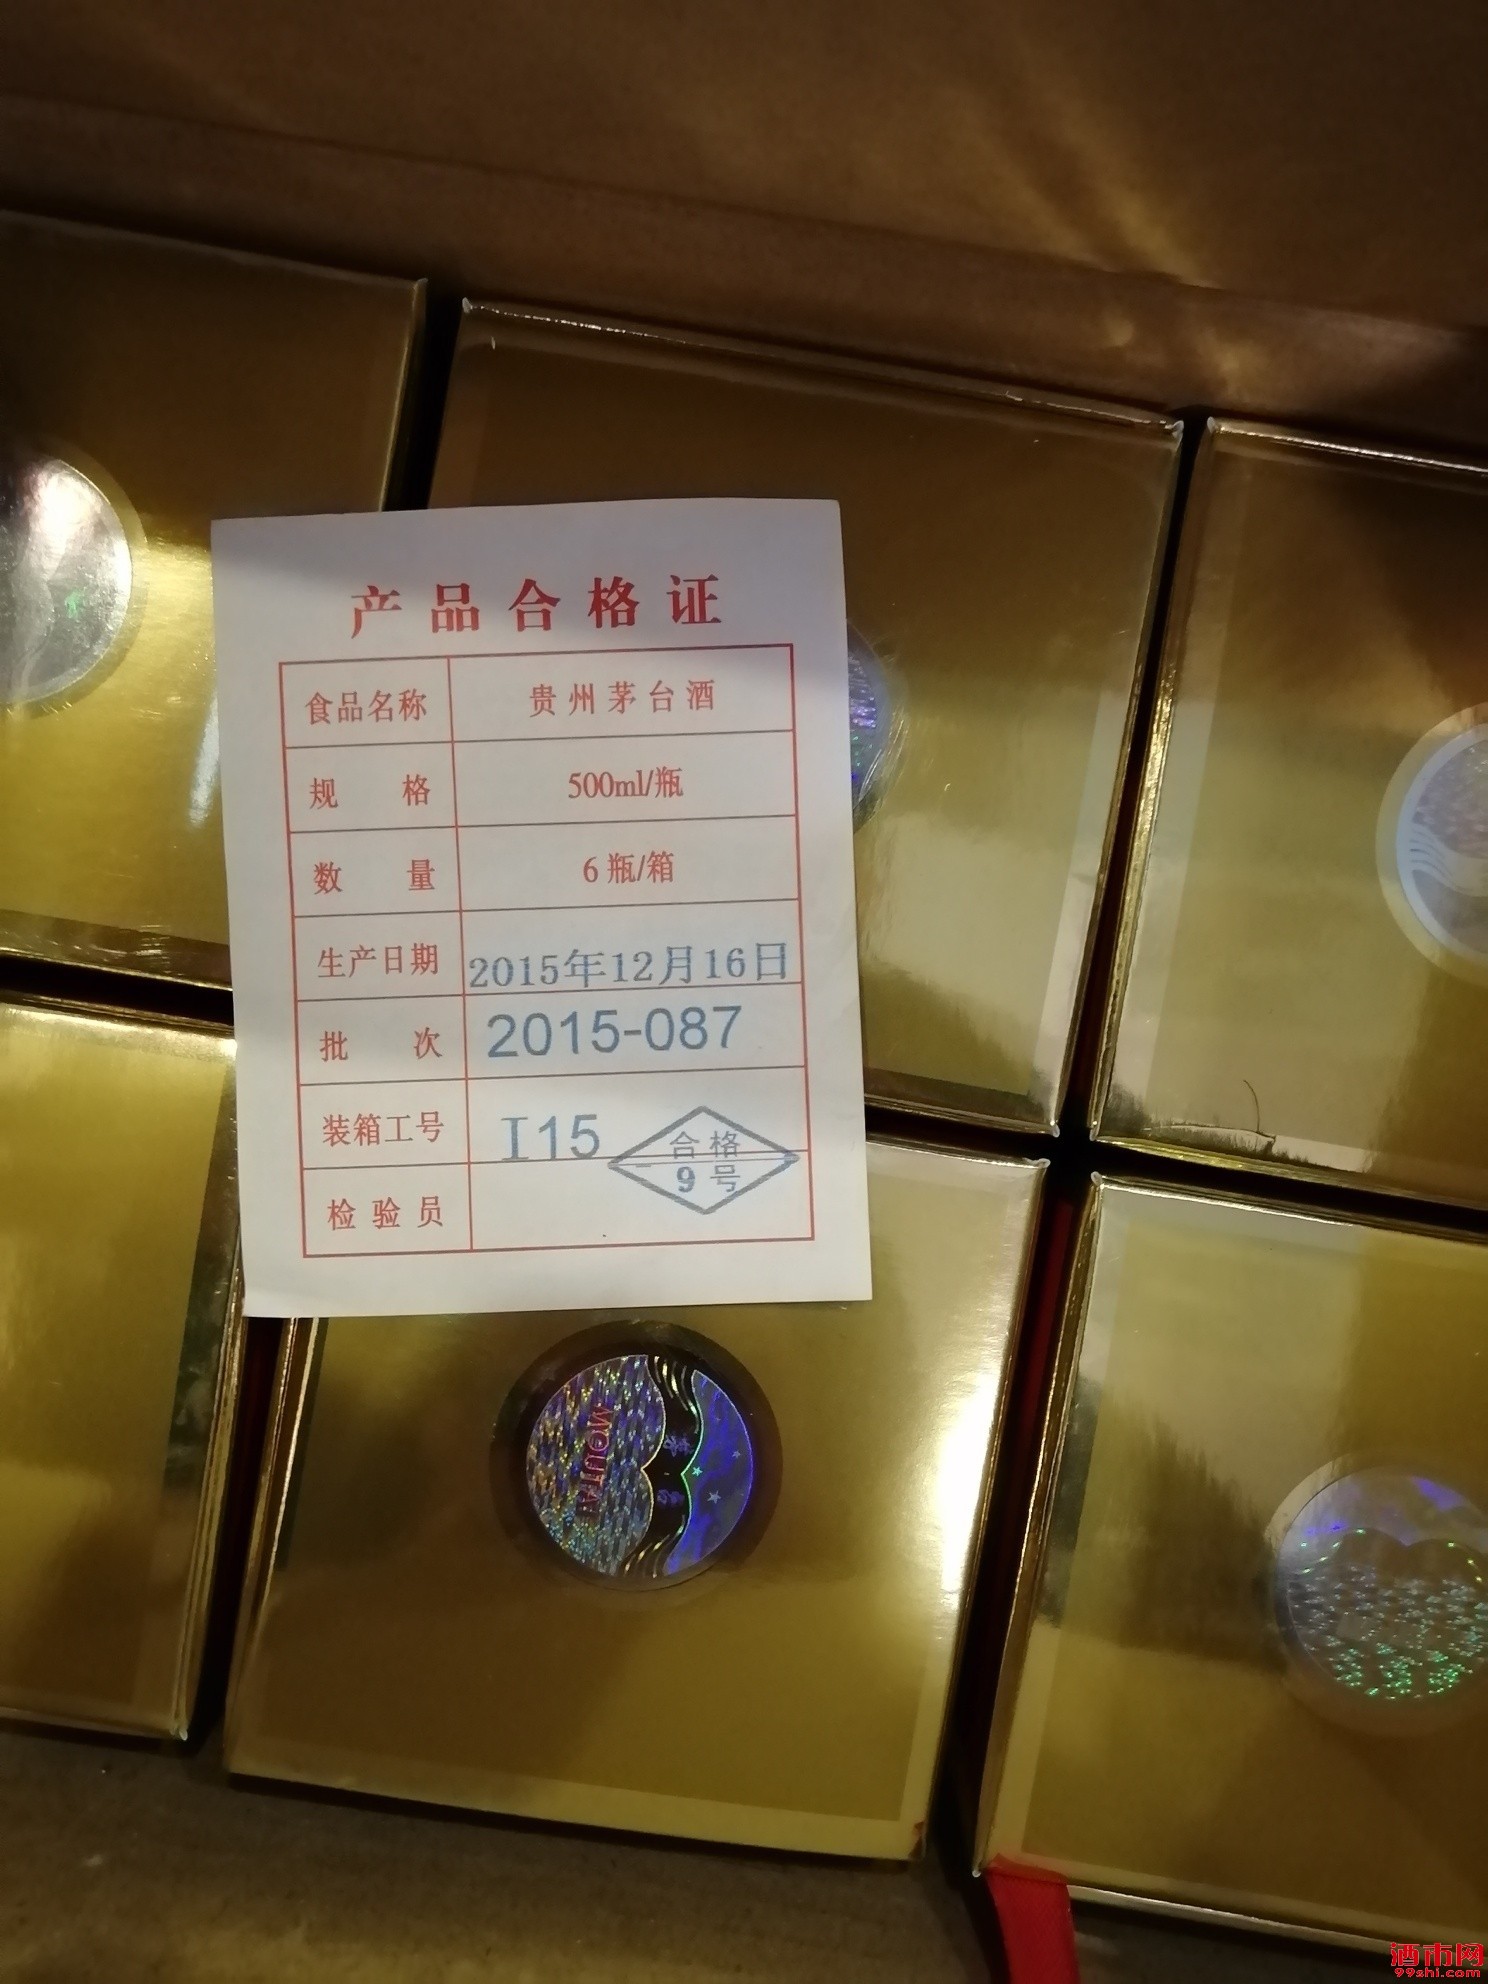 产品合格证
食品名称 贵州茅台酒
规 格 500ml/瓶
数 量 6瓶/箱
生产日期 2015年12月16日
批 次 2015-087
装箱工号 I15
合格
9号
检验员
MOUTAI
茅台
酒市网
99shi.com